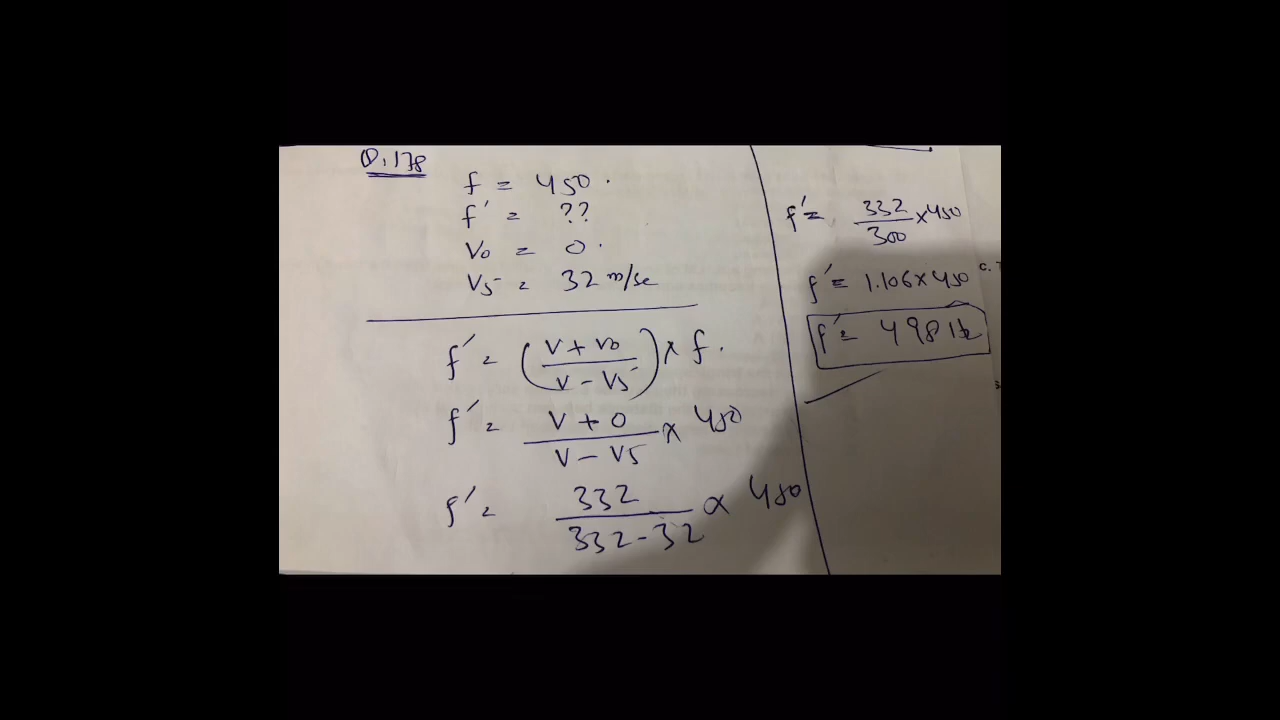 Q.178
f = 450.
f' = ??
Vo = 0.
Vs = 32 m/se
f' = (V + Vo / V - Vs) × f.
f' = V + 0 / V - Vs × 450
f' = 332 / 332 - 32 × 450
f' = 332 / 300 × 450
f' = 1.106 × 450
f' = 498 Hz
c.